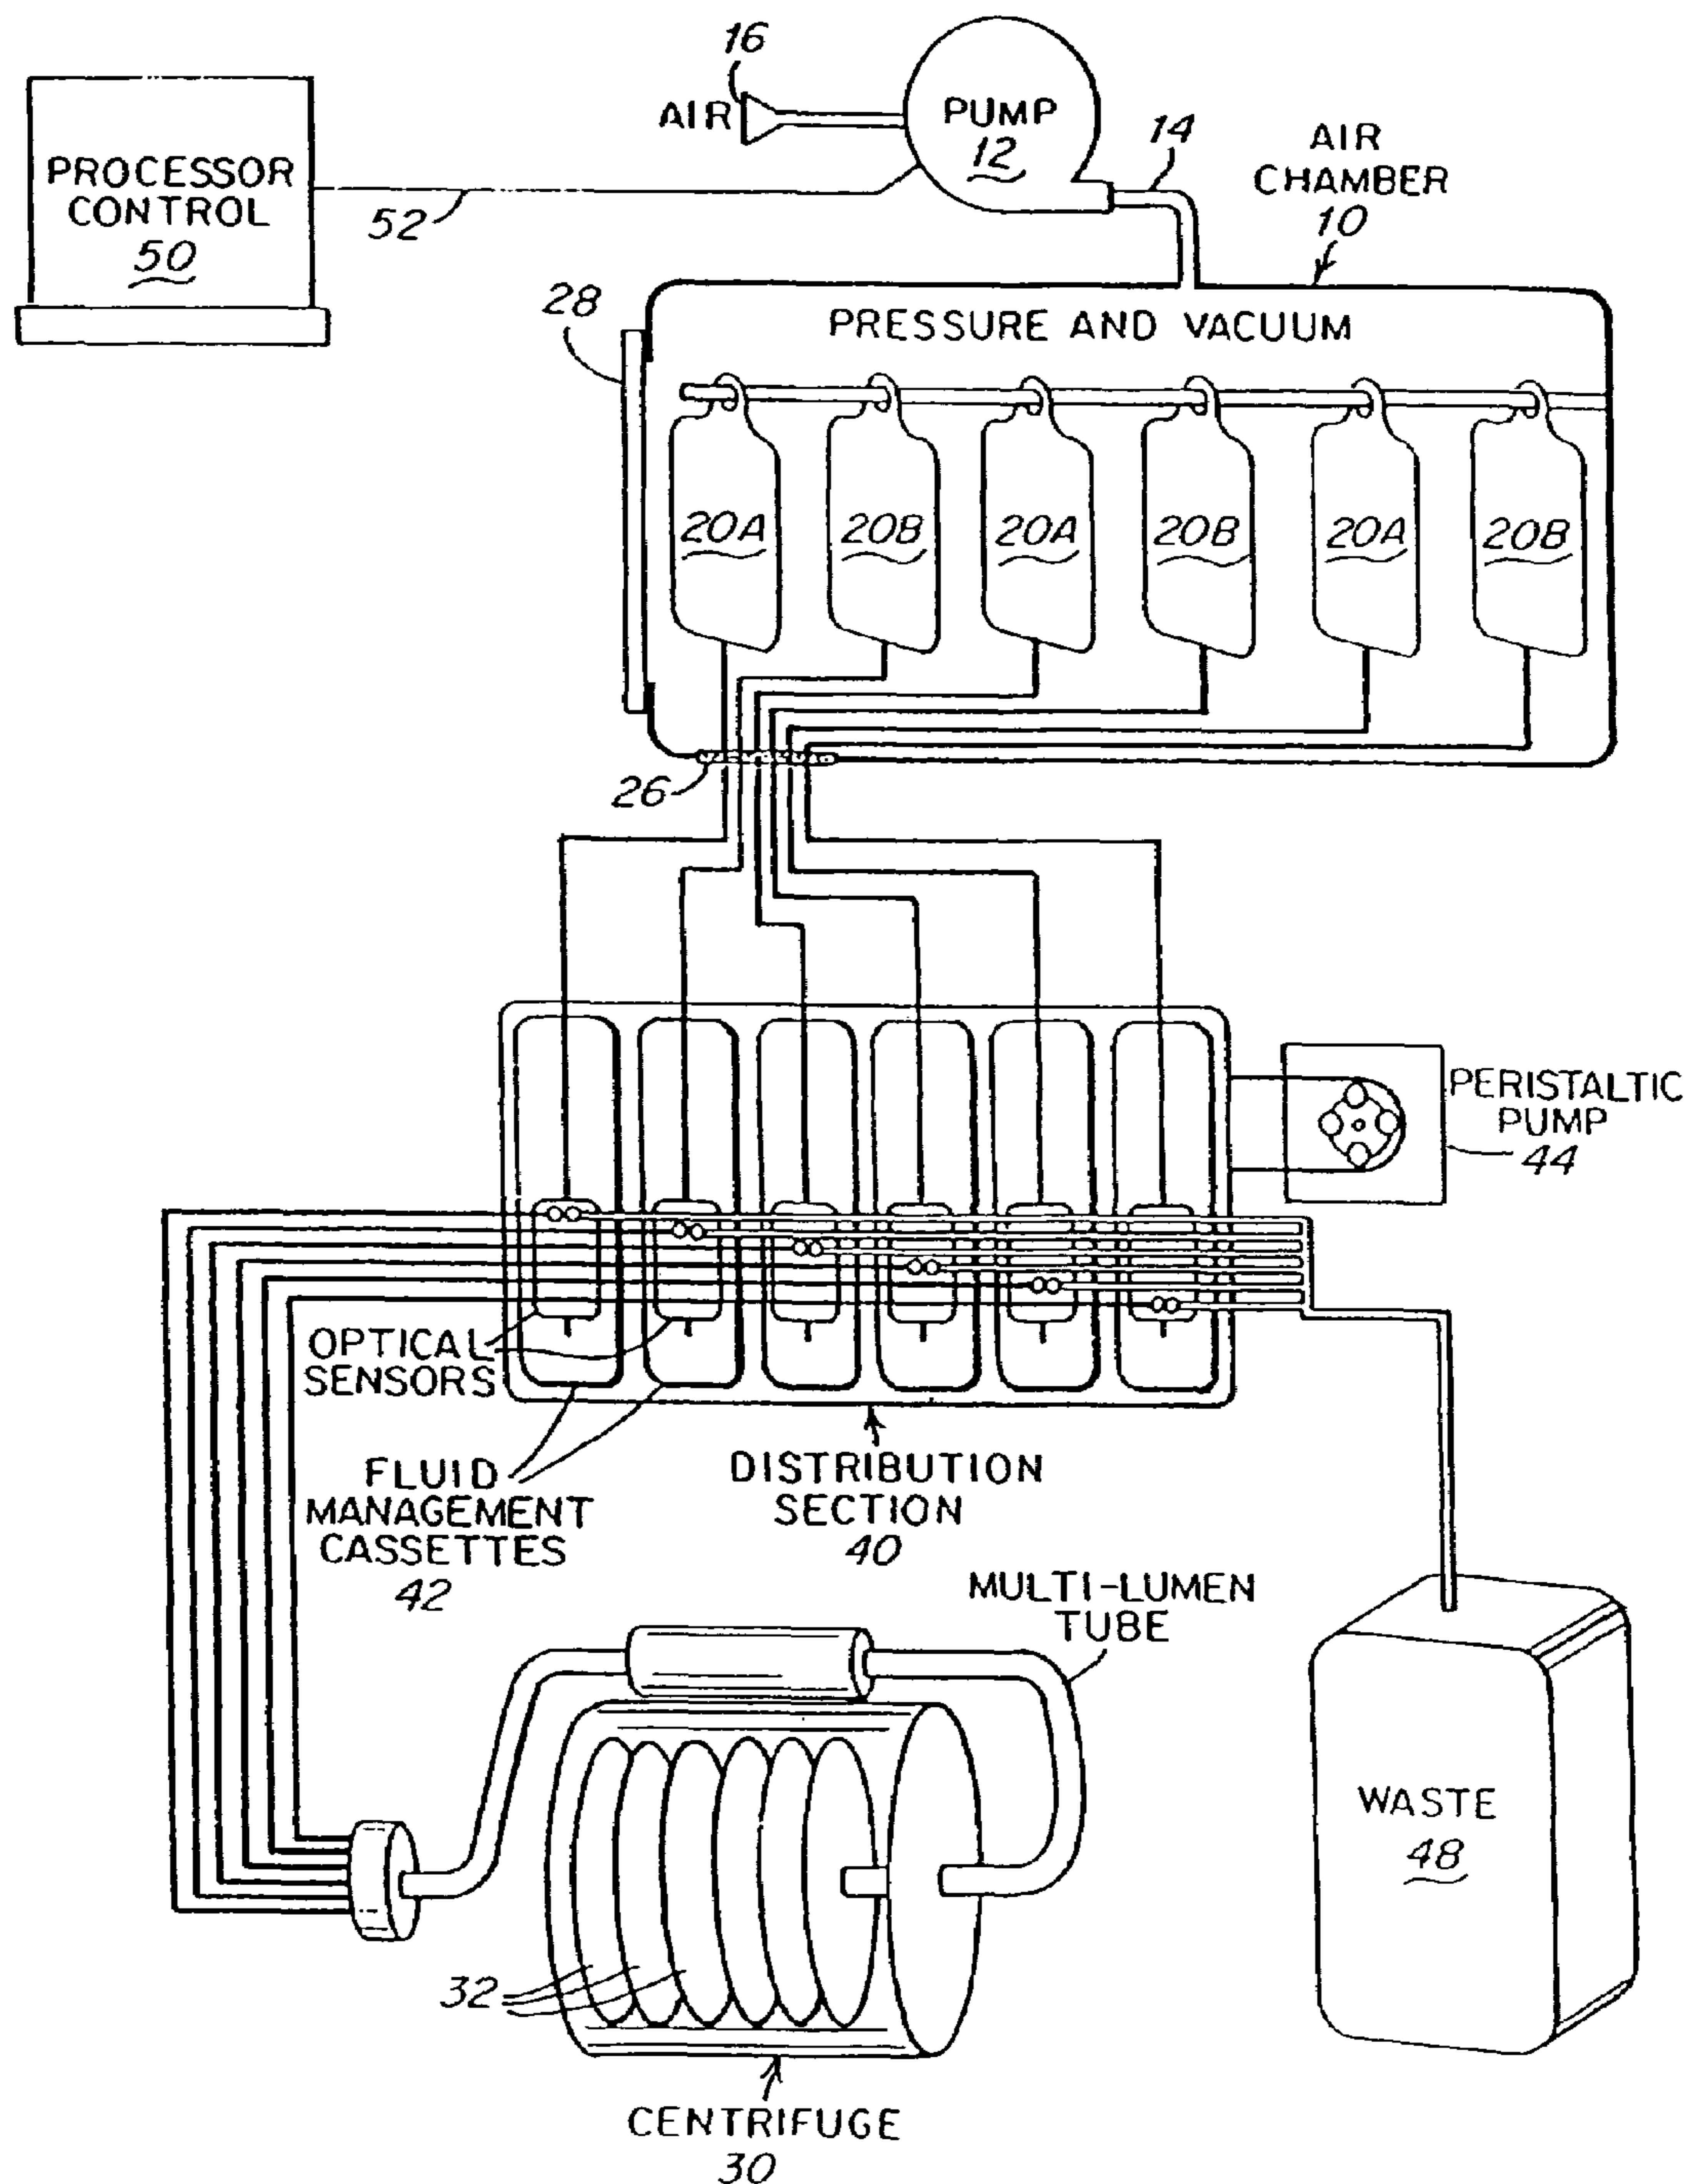 16
AIR
PUMP
12
14
AIR
CHAMBER
10
PROCESSOR
CONTROL
50
52
28
PRESSURE AND VACUUM
20A
20B
20A
20B
20A
20B
26
PERISTALTIC
PUMP
44
OPTICAL
SENSORS
FLUID
MANAGEMENT
CASSETTES
42
DISTRIBUTION
SECTION
40
MULTI-LUMEN
TUBE
WASTE
48
32
CENTRIFUGE
30